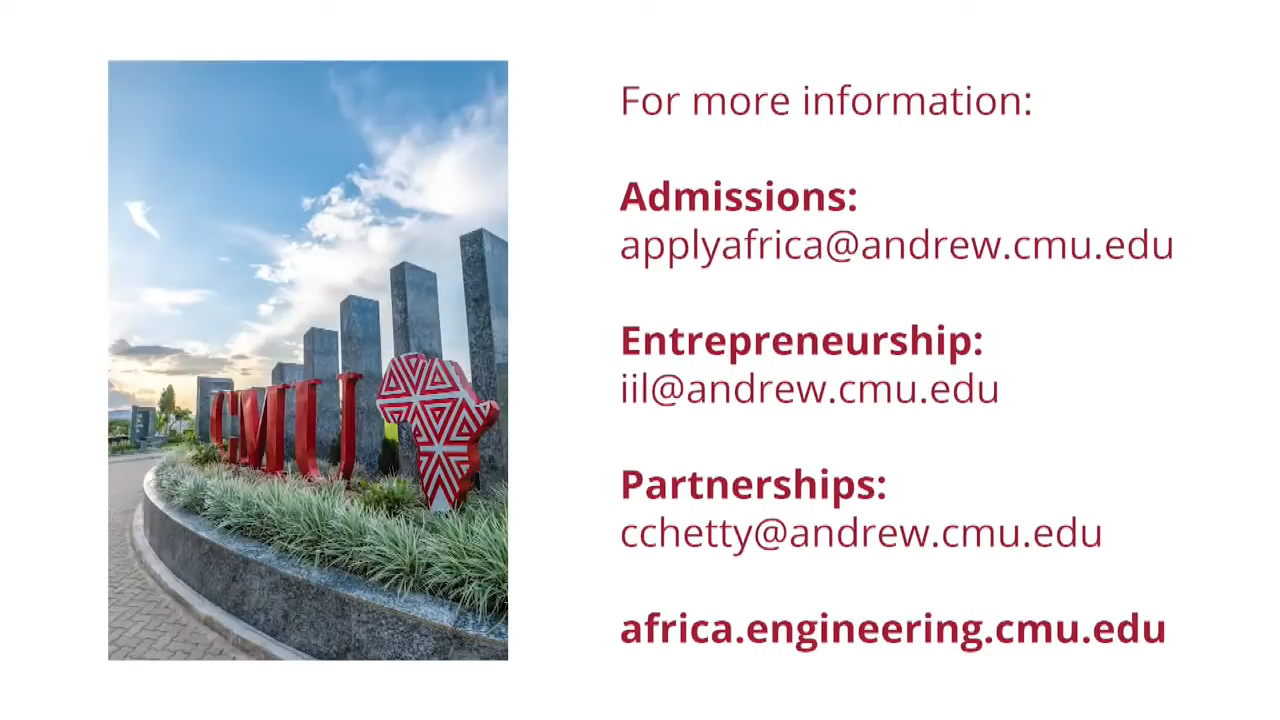 CMU
For more information:
Admissions:
applyafrica@andrew.cmu.edu
Entrepreneurship:
iil@andrew.cmu.edu
Partnerships:
cchetty@andrew.cmu.edu
africa.engineering.cmu.edu